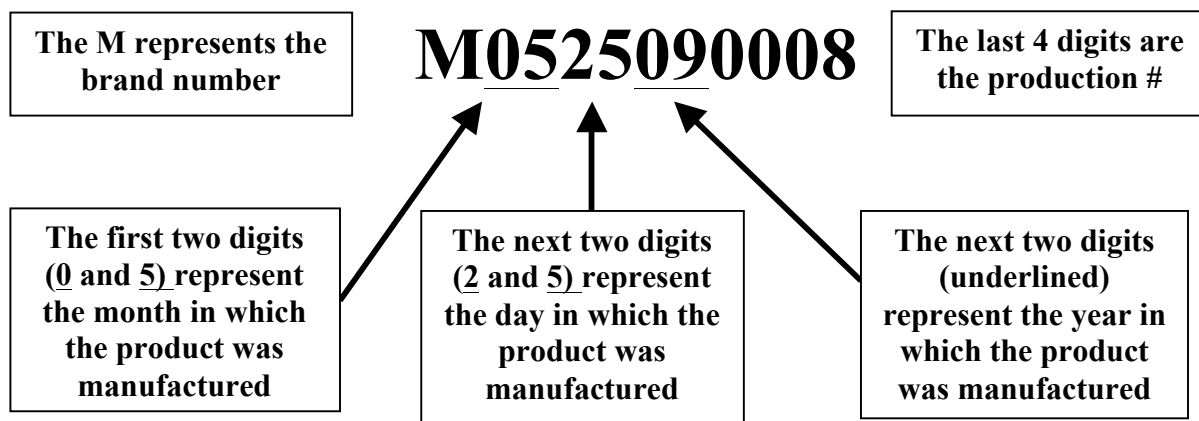 The M represents the
brand number
M0525090008
The last 4 digits are
the production #
The first two digits
(0 and 5) represent
the month in which
the product was
manufactured
The next two digits
(2 and 5) represent
the day in which the
product was
manufactured
The next two digits
(underlined)
represent the year in
which the product
was manufactured